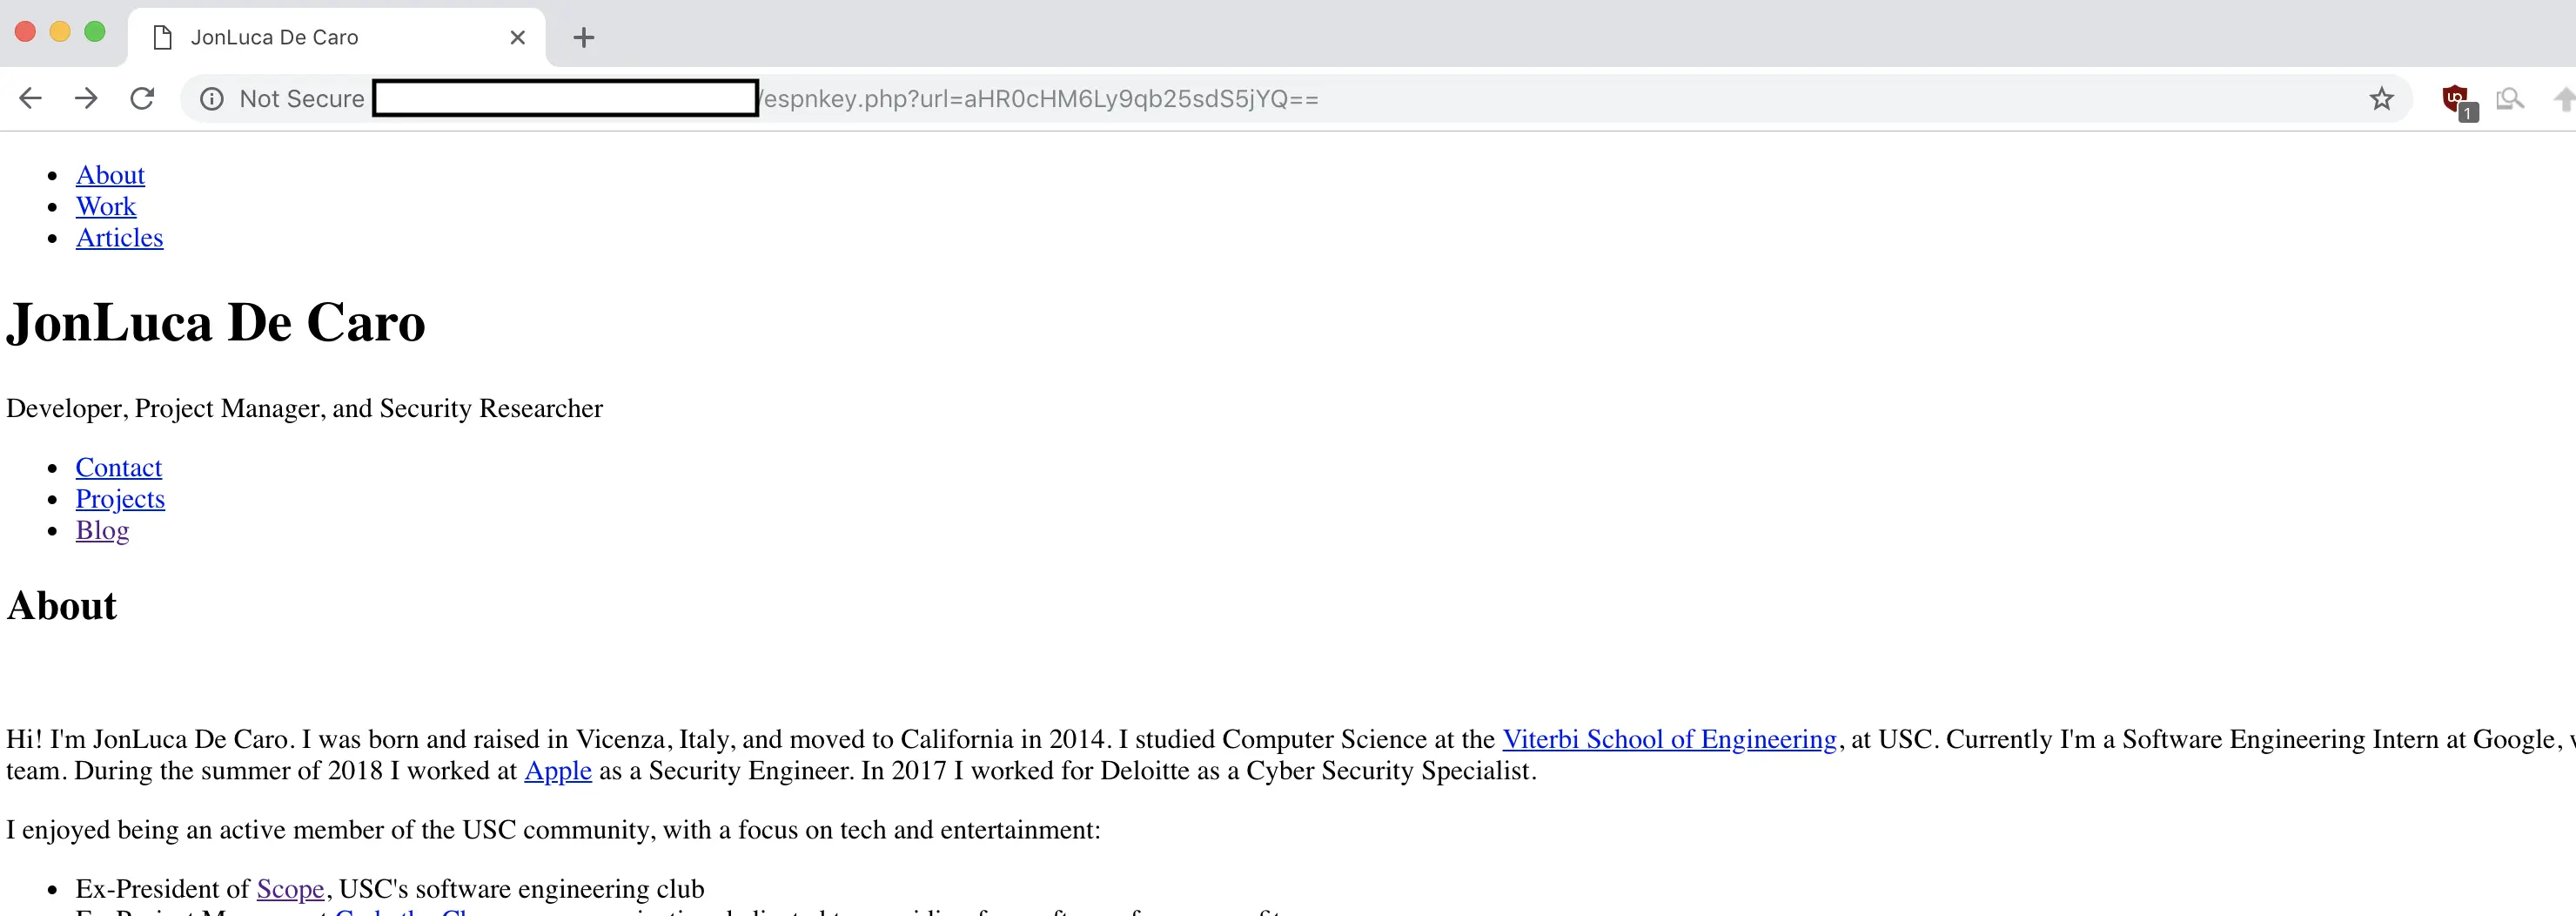 JonLuca De Caro
Not Secure /espnkey.php?url=aHR0cHM6Ly9qb25sdS5jYQ==
1
About
Work
Articles
JonLuca De Caro
Developer, Project Manager, and Security Researcher
Contact
Projects
Blog
About
Hi! I'm JonLuca De Caro. I was born and raised in Vicenza, Italy, and moved to California in 2014. I studied Computer Science at the Viterbi School of Engineering, at USC. Currently I'm a Software Engineering Intern at Google,
team. During the summer of 2018 I worked at Apple as a Security Engineer. In 2017 I worked for Deloitte as a Cyber Security Specialist.
I enjoyed being an active member of the USC community, with a focus on tech and entertainment:
Ex-President of Scope, USC's software engineering club